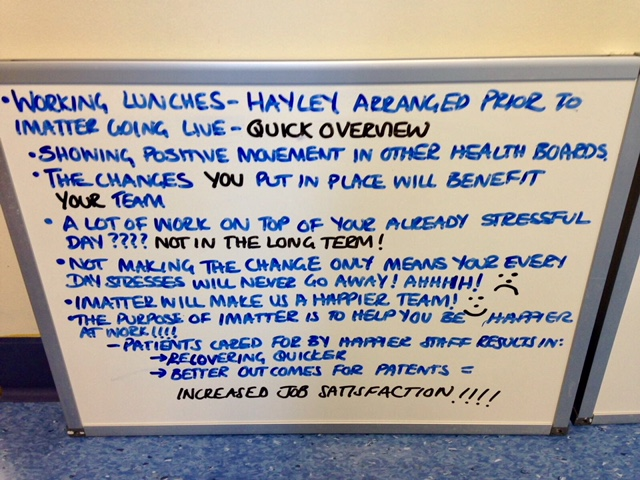 • WORKING LUNCHES - HAYLEY ARRANGED PRIOR TO
IMATTER GOING LIVE - QUICK OVERVIEW
• SHOWING POSITIVE MOVEMENT IN OTHER HEALTH BOARDS.
• THE CHANGES YOU PUT IN PLACE WILL BENEFIT
YOUR TEAM
• A LOT OF WORK ON TOP OF YOUR ALREADY STRESSFUL
DAY ???? NOT IN THE LONG TERM!
• NOT MAKING THE CHANGE ONLY MEANS YOUR EVERY
DAY STRESSES WILL NEVER GO AWAY! AHHHH!
• IMATTER WILL MAKE US A HAPPIER TEAM!
• THE PURPOSE OF IMATTER IS TO HELP YOU BE HAPPIER
AT WORK!!!!
- PATIENTS CARED FOR BY HAPPIER STAFF RESULTS IN:
→ RECOVERING QUICKER
→ BETTER OUTCOMES FOR PATENTS =
INCREASED JOB SATISFACTION!!!!